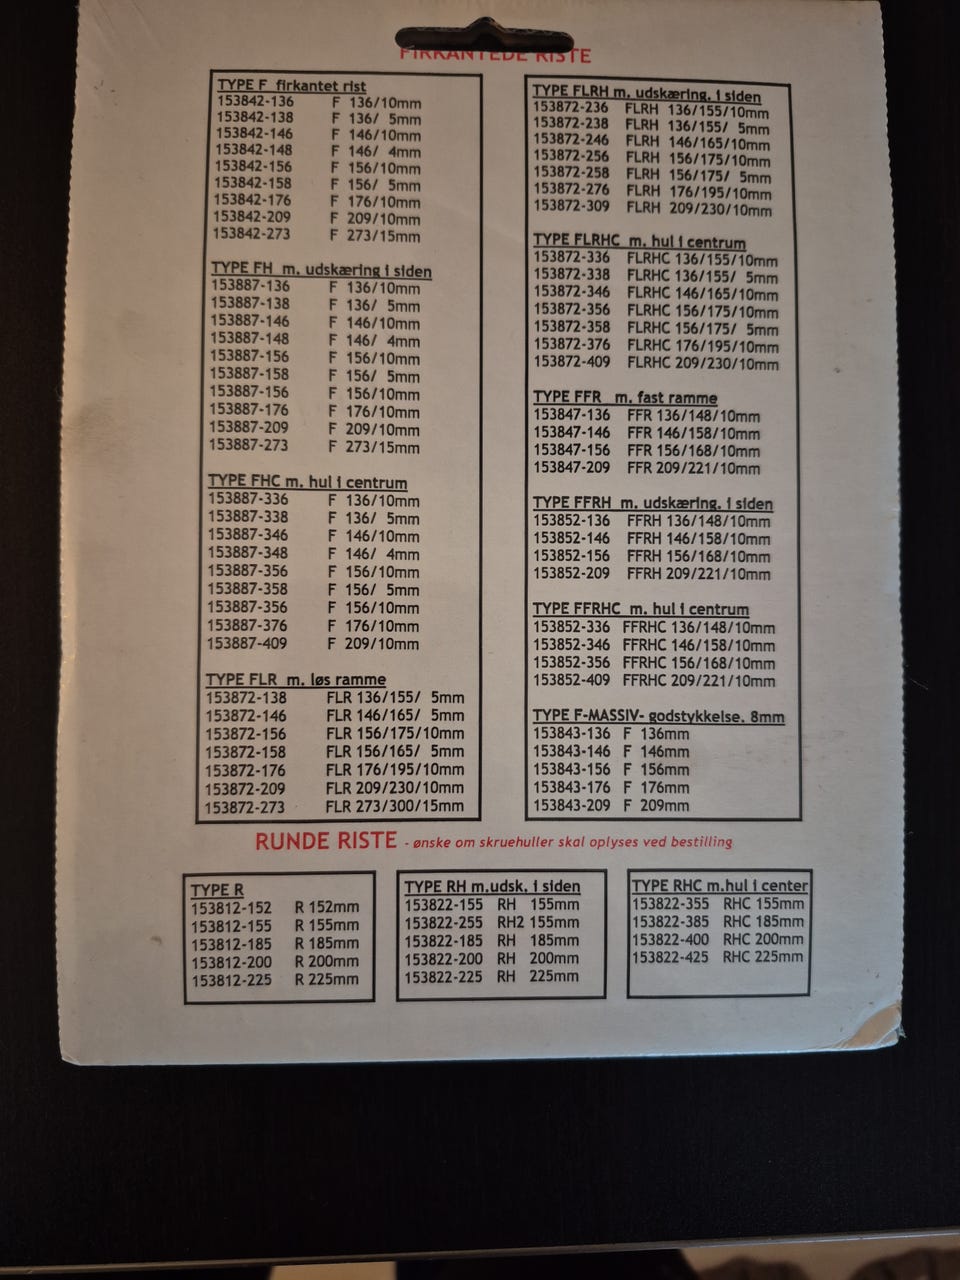 FIRKANTEDE RISTE
TYPE F firkantet rist
153842-136 F 136/10mm
153842-138 F 136/ 5mm
153842-146 F 146/10mm
153842-148 F 146/ 4mm
153842-156 F 156/10mm
153842-158 F 156/ 5mm
153842-176 F 176/10mm
153842-209 F 209/10mm
153842-273 F 273/15mm
TYPE FH m. udskæring i siden
153887-136 F 136/10mm
153887-138 F 136/ 5mm
153887-146 F 146/10mm
153887-148 F 146/ 4mm
153887-156 F 156/10mm
153887-158 F 156/ 5mm
153887-156 F 156/10mm
153887-176 F 176/10mm
153887-209 F 209/10mm
153887-273 F 273/15mm
TYPE FHC m. hul i centrum
153887-336 F 136/10mm
153887-338 F 136/ 5mm
153887-346 F 146/10mm
153887-348 F 146/ 4mm
153887-356 F 156/10mm
153887-358 F 156/ 5mm
153887-356 F 156/10mm
153887-376 F 176/10mm
153887-409 F 209/10mm
TYPE FLR m. løs ramme
153872-138 FLR 136/155/ 5mm
153872-146 FLR 146/165/ 5mm
153872-156 FLR 156/175/10mm
153872-158 FLR 156/165/ 5mm
153872-176 FLR 176/195/10mm
153872-209 FLR 209/230/10mm
153872-273 FLR 273/300/15mm
TYPE FLRH m. udskæring. i siden
153872-236 FLRH 136/155/10mm
153872-238 FLRH 136/155/ 5mm
153872-246 FLRH 146/165/10mm
153872-256 FLRH 156/175/10mm
153872-258 FLRH 156/175/ 5mm
153872-276 FLRH 176/195/10mm
153872-309 FLRH 209/230/10mm
TYPE FLRHC m. hul i centrum
153872-336 FLRHC 136/155/10mm
153872-338 FLRHC 136/155/ 5mm
153872-346 FLRHC 146/165/10mm
153872-356 FLRHC 156/175/10mm
153872-358 FLRHC 156/175/ 5mm
153872-376 FLRHC 176/195/10mm
153872-409 FLRHC 209/230/10mm
TYPE FFR m. fast ramme
153847-136 FFR 136/148/10mm
153847-146 FFR 146/158/10mm
153847-156 FFR 156/168/10mm
153847-209 FFR 209/221/10mm
TYPE FFRH m. udskæring. i siden
153852-136 FFRH 136/148/10mm
153852-146 FFRH 146/158/10mm
153852-156 FFRH 156/168/10mm
153852-209 FFRH 209/221/10mm
TYPE FFRHC m. hul i centrum
153852-336 FFRHC 136/148/10mm
153852-346 FFRHC 146/158/10mm
153852-356 FFRHC 156/168/10mm
153852-409 FFRHC 209/221/10mm
TYPE F-MASSIV- godstykkelse. 8mm
153843-136 F 136mm
153843-146 F 146mm
153843-156 F 156mm
153843-176 F 176mm
153843-209 F 209mm
RUNDE RISTE - ønske om skruehuller skal oplyses ved bestilling
TYPE R
153812-152 R 152mm
153812-155 R 155mm
153812-185 R 185mm
153812-200 R 200mm
153812-225 R 225mm
TYPE RH m.udsk. i siden
153822-155 RH 155mm
153822-255 RH2 155mm
153822-185 RH 185mm
153822-200 RH 200mm
153822-225 RH 225mm
TYPE RHC m.hul i center
153822-355 RHC 155mm
153822-385 RHC 185mm
153822-400 RHC 200mm
153822-425 RHC 225mm